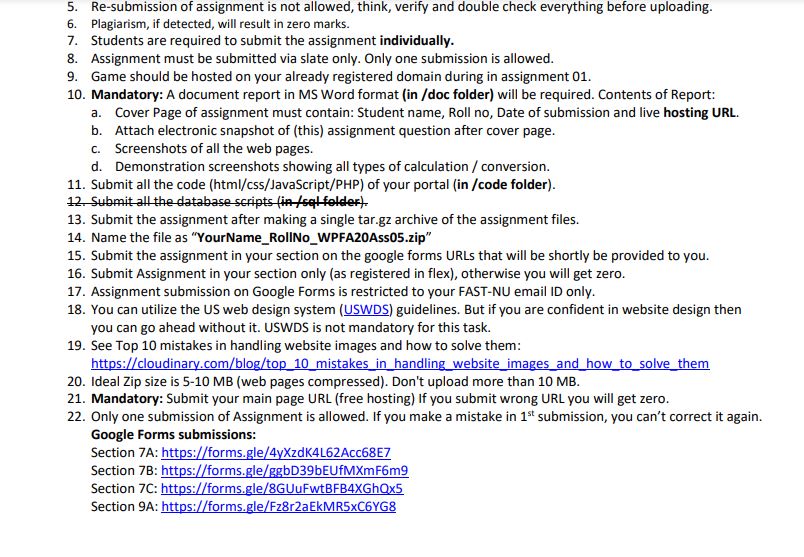 5. Re-submission of assignment is not allowed, think, verify and double check everything before uploading.
6. Plagiarism, if detected, will result in zero marks.
7. Students are required to submit the assignment individually.
8. Assignment must be submitted via slate only. Only one submission is allowed.
9. Game should be hosted on your already registered domain during in assignment 01.
10. Mandatory: A document report in MS Word format (in /doc folder) will be required. Contents of Report:
a. Cover Page of assignment must contain: Student name, Roll no, Date of submission and live hosting URL.
b. Attach electronic snapshot of (this) assignment question after cover page.
c. Screenshots of all the web pages.
d. Demonstration screenshots showing all types of calculation / conversion.
11. Submit all the code (html/css/JavaScript/PHP) of your portal (in /code folder).
12. Submit all the database scripts (in /sql folder).
13. Submit the assignment after making a single tar.gz archive of the assignment files.
14. Name the file as “YourName_RollNo_WPFA20Ass05.zip”
15. Submit the assignment in your section on the google forms URLs that will be shortly be provided to you.
16. Submit Assignment in your section only (as registered in flex), otherwise you will get zero.
17. Assignment submission on Google Forms is restricted to your FAST-NU email ID only.
18. You can utilize the US web design system (USWDS) guidelines. But if you are confident in website design then
you can go ahead without it. USWDS is not mandatory for this task.
19. See Top 10 mistakes in handling website images and how to solve them:
https://cloudinary.com/blog/top_10_mistakes_in_handling_website_images_and_how_to_solve_them
20. Ideal Zip size is 5-10 MB (web pages compressed). Don't upload more than 10 MB.
21. Mandatory: Submit your main page URL (free hosting) If you submit wrong URL you will get zero.
22. Only one submission of Assignment is allowed. If you make a mistake in 1st submission, you can’t correct it again.
Google Forms submissions:
Section 7A: https://forms.gle/4yXzdK4L62Acc68E7
Section 7B: https://forms.gle/ggbD39bEUfMXmF6m9
Section 7C: https://forms.gle/8GUuFwtBFB4XGhQx5
Section 9A: https://forms.gle/Fz8r2aEkMR5xC6YG8